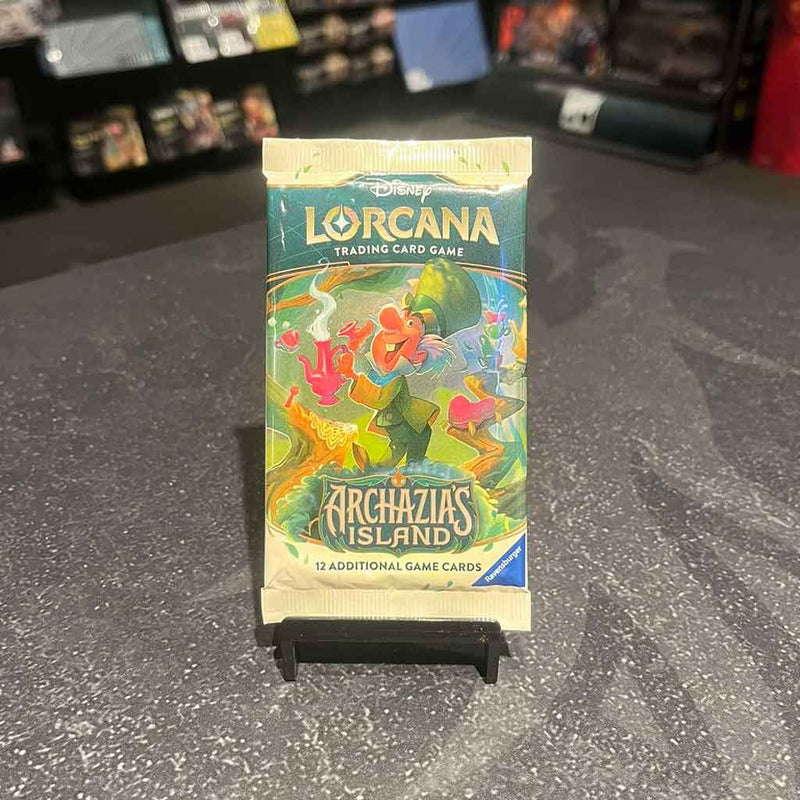 Disney
LORCANA
TRADING CARD GAME
ARCHAZIA'S
ISLAND
12 ADDITIONAL GAME CARDS
Ravensburger